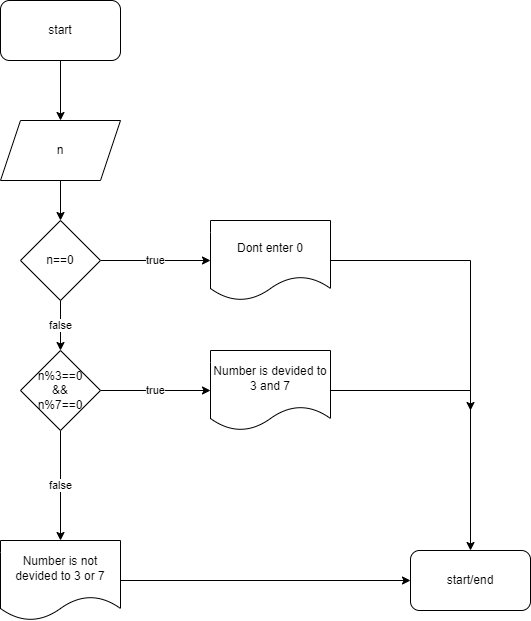 start
n
n==0
true
Dont enter 0
false
n%3==0
&&
n%7==0
true
Number is devided to
3 and 7
false
Number is not
devided to 3 or 7
start/end